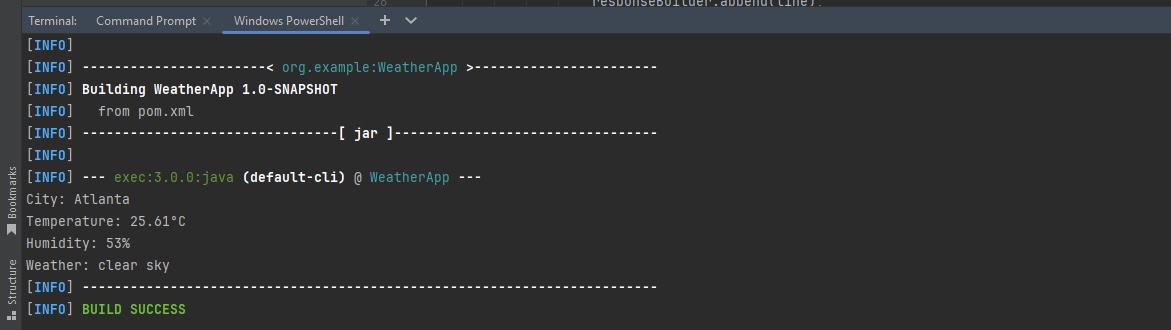 28 responseBuilder.append(line)
Terminal: Command Prompt × Windows PowerShell × +
[INFO]
[INFO] -----------------------< org.example:WeatherApp >-----------------------
[INFO] Building WeatherApp 1.0-SNAPSHOT
[INFO]   from pom.xml
[INFO] --------------------------------[ jar ]---------------------------------
[INFO]
[INFO] --- exec:3.0.0:java (default-cli) @ WeatherApp ---
City: Atlanta
Temperature: 25.61°C
Humidity: 53%
Weather: clear sky
[INFO] ------------------------------------------------------------------------
[INFO] BUILD SUCCESS
Bookmarks
Structure